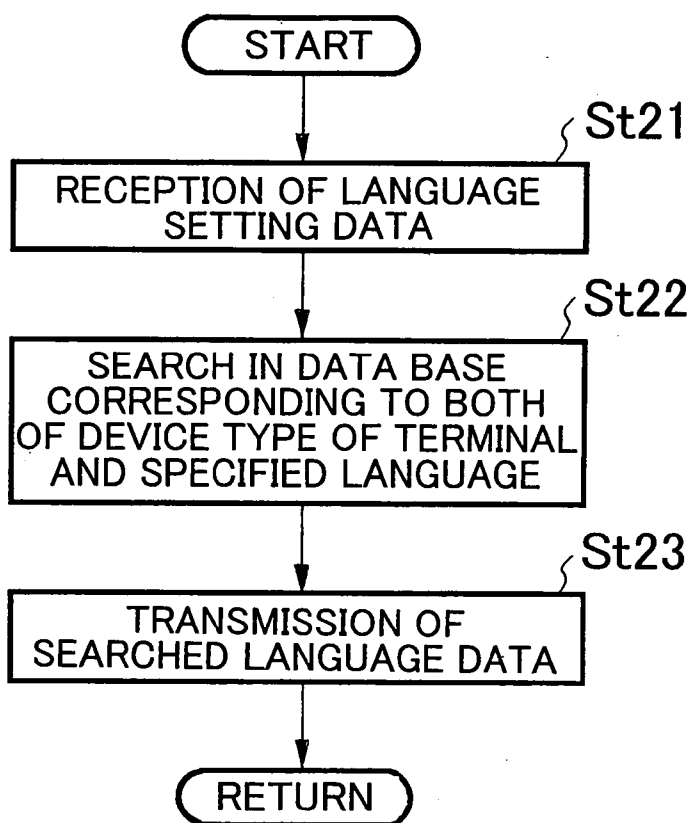 START
St21
RECEPTION OF LANGUAGE
SETTING DATA
St22
SEARCH IN DATA BASE
CORRESPONDING TO BOTH
OF DEVICE TYPE OF TERMINAL
AND SPECIFIED LANGUAGE
St23
TRANSMISSION OF
SEARCHED LANGUAGE DATA
RETURN